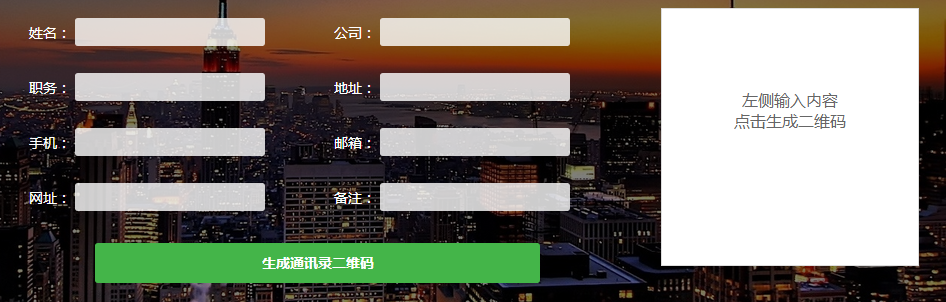 姓名： 公司：
职务： 地址：
手机： 邮箱：
网址： 备注：
生成通讯录二维码
左侧输入内容
点击生成二维码